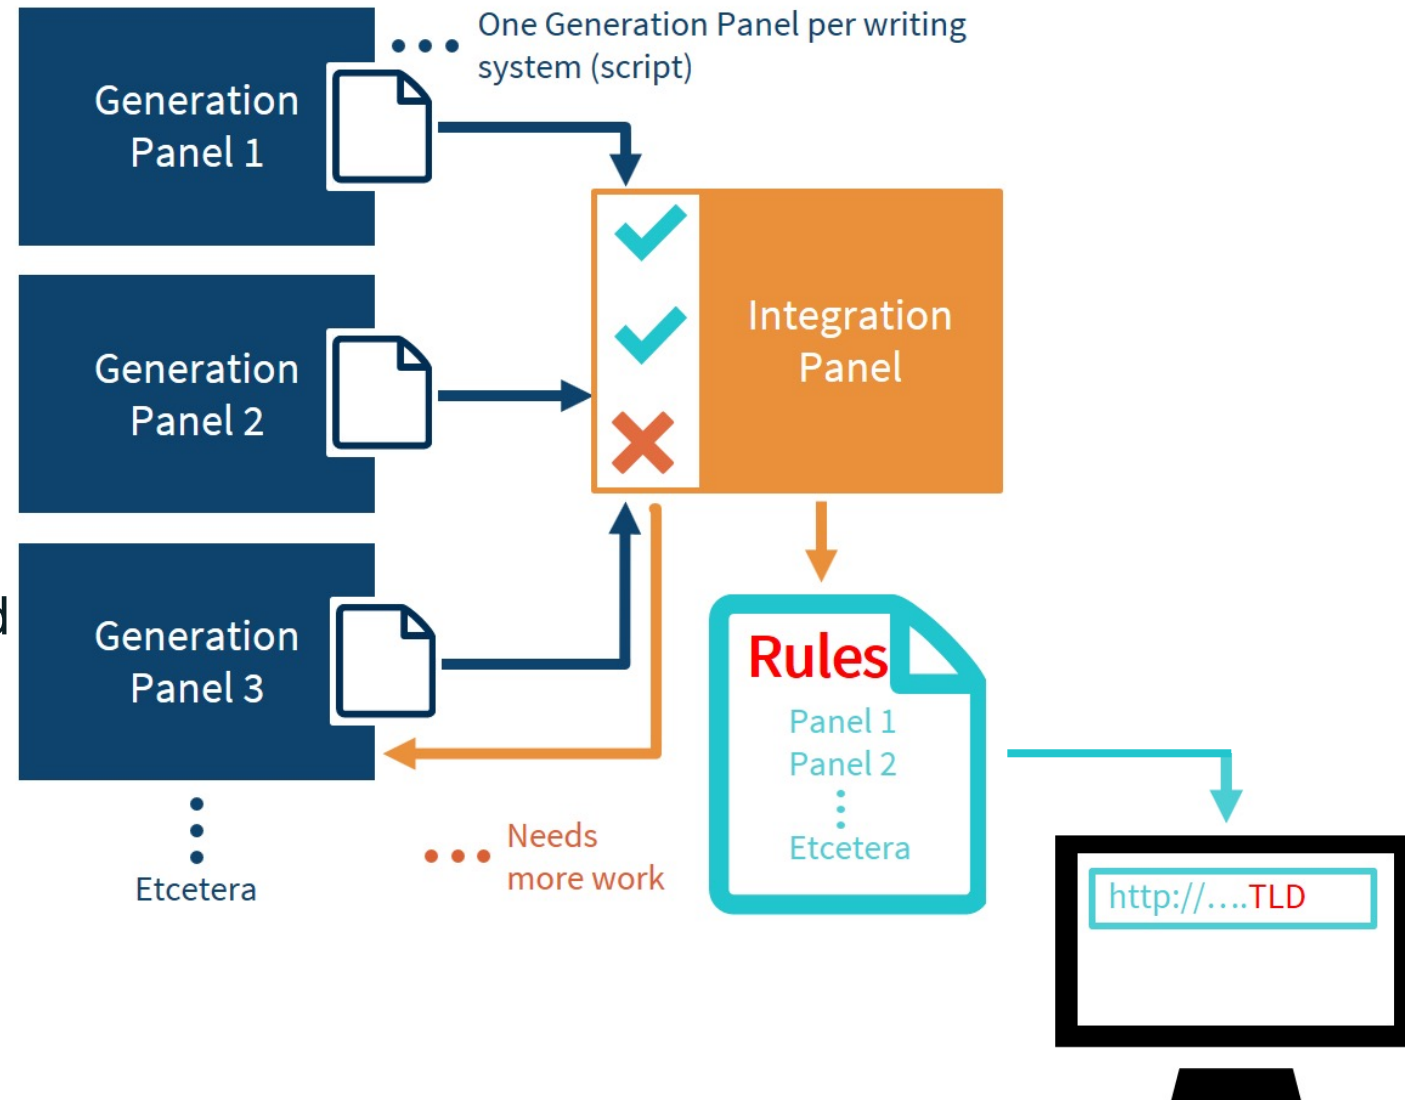 One Generation Panel per writing
system (script)
Generation
Panel 1
Generation
Panel 2
Integration
Panel
Generation
Panel 3
d
Rules
Panel 1
Panel 2
Etcetera
Needs
more work
Etcetera
http://....TLD